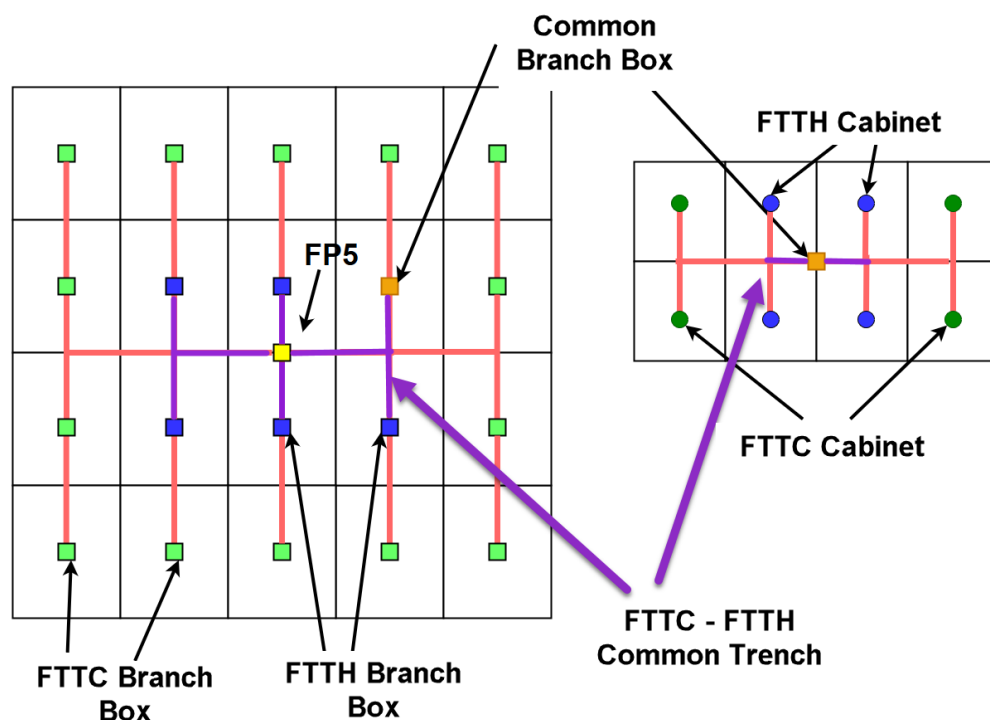 Common
Branch Box
FTTH Cabinet
FP5
FTTC Cabinet
FTTC - FTTH
Common Trench
FTTC Branch
Box
FTTH Branch
Box